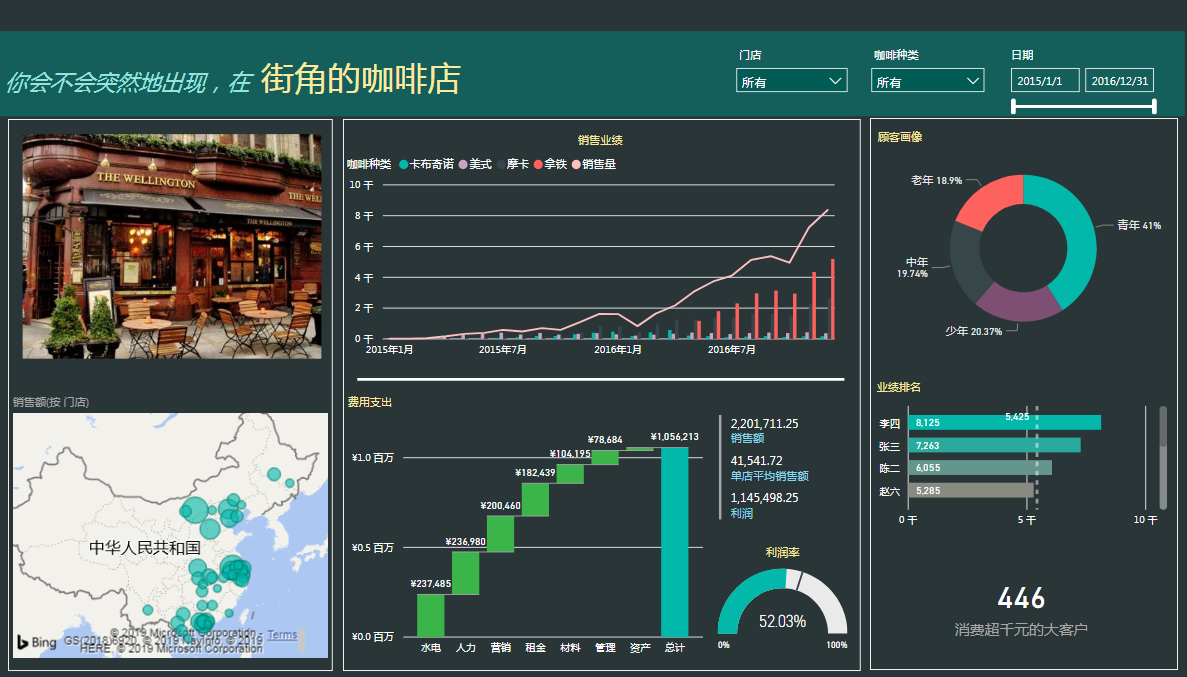 你会不会突然地出现，在 街角的咖啡店
门店
所有
咖啡种类
所有
日期
2015/1/1
2016/12/31
THE WELLINGTON
THE WELLINGTON
销售额(按 门店)
中华人民共和国
Bing
© 2019 Microsoft Corporation
Terms
HERE, © 2019 Microsoft Corporation
销售业绩
咖啡种类 卡布奇诺 美式 摩卡 拿铁 销售量
10 千
8 千
6 千
4 千
2 千
0 千
2015年1月 2015年7月 2016年1月 2016年7月
费用支出
¥1.0 百万
¥0.5 百万
¥0.0 百万
¥237,485
¥236,980
¥200,460
¥182,439
¥104,195
¥78,684
¥1,056,213
水电 人力 营销 租金 材料 管理 资产 总计
2,201,711.25
销售额
41,541.72
单店平均销售额
1,145,498.25
利润
利润率
52.03%
0%
100%
顾客画像
老年 18.9%
青年 41%
中年
19.74%
少年 20.37%
业绩排名
5,425
李四 8,125
张三 7,263
陈二 6,055
赵六 5,285
0 千 5 千 10 千
446
消费超千元的大客户